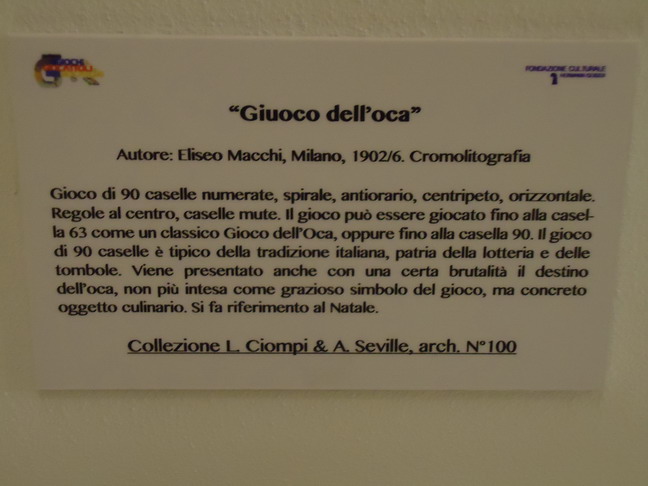 GIOCHI
FONDAZIONE CULTURALE
“Giuoco dell’oca”
Autore: Eliseo Macchi, Milano, 1902/6. Cromolitografia
Gioco di 90 caselle numerate, spirale, antiorario, centripeto, orizzontale.
Regole al centro, caselle mute. Il gioco può essere giocato fino alla casel-
la 63 come un classico Gioco dell’Oca, oppure fino alla casella 90. Il gioco
di 90 caselle è tipico della tradizione italiana, patria della lotteria e delle
tombole. Viene presentato anche con una certa brutalità il destino
dell’oca, non più intesa come grazioso simbolo del gioco, ma concreto
oggetto culinario. Si fa riferimento al Natale.
Collezione L. Ciompi & A. Seville, arch. N°100